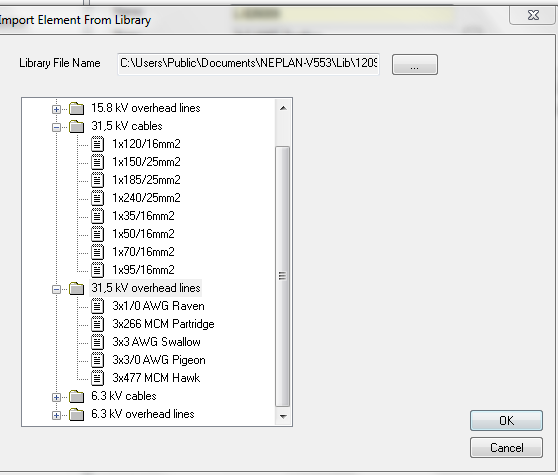 Import Element From Library
Library File Name
C:\Users\Public\Documents\NEPLAN-V553\Lib\1209
...
15.8 kV overhead lines
31,5 kV cables
1x120/16mm2
1x150/25mm2
1x185/25mm2
1x240/25mm2
1x35/16mm2
1x50/16mm2
1x70/16mm2
1x95/16mm2
31,5 kV overhead lines
3x1/0 AWG Raven
3x266 MCM Partridge
3x3 AWG Swallow
3x3/0 AWG Pigeon
3x477 MCM Hawk
6.3 kV cables
6.3 kV overhead lines
OK
Cancel